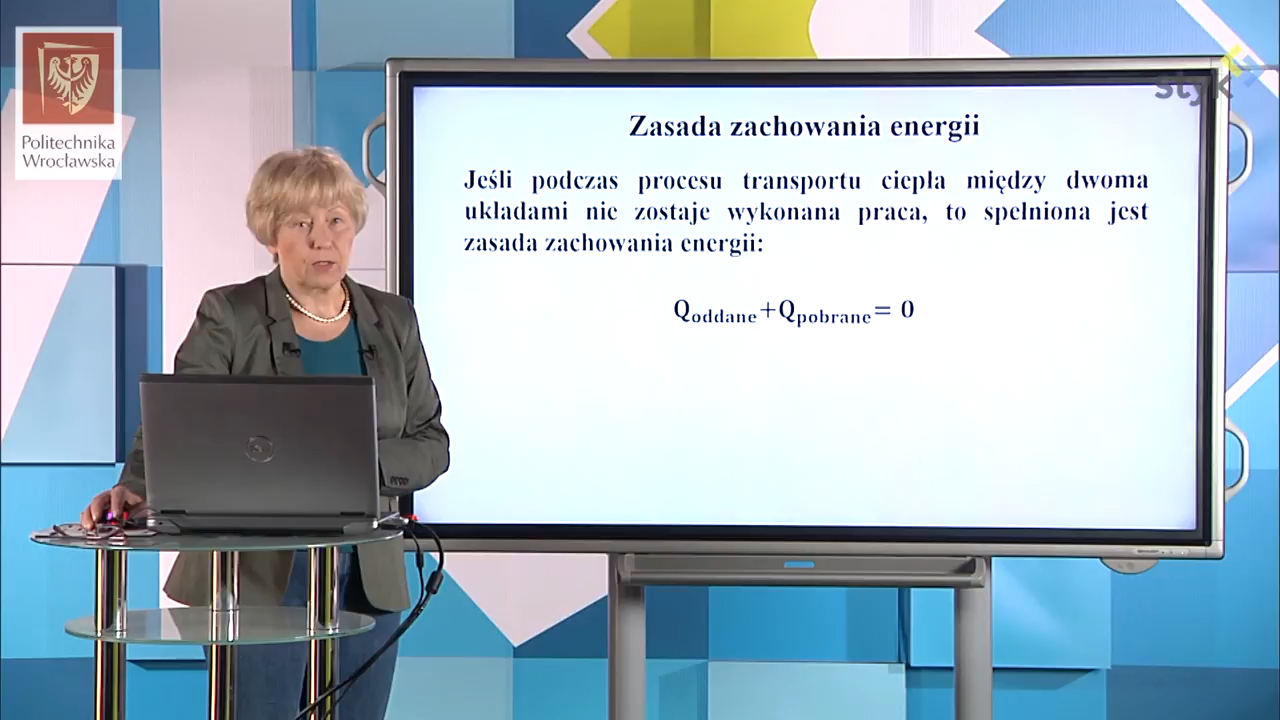 Politechnika
Wrocławska
styk
Zasada zachowania energii
Jeśli podczas procesu transportu ciepła między dwoma
układami nie zostaje wykonana praca, to spełniona jest
zasada zachowania energii:
Qoddane+Qpobrane= 0